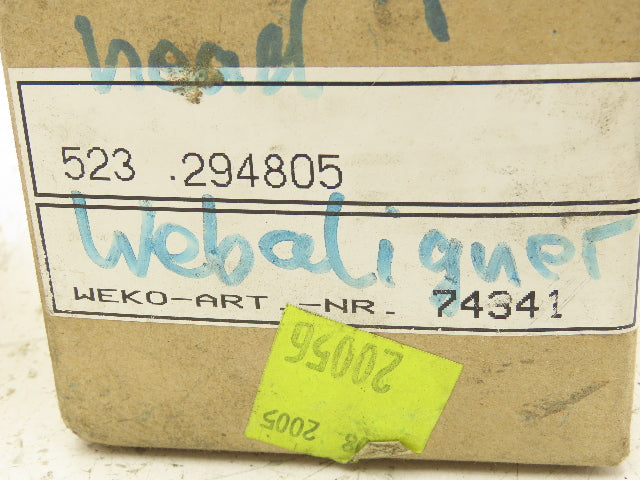 head
523 .294805
Webaligner
WEKO-ART.-NR. 74341
20056
2005